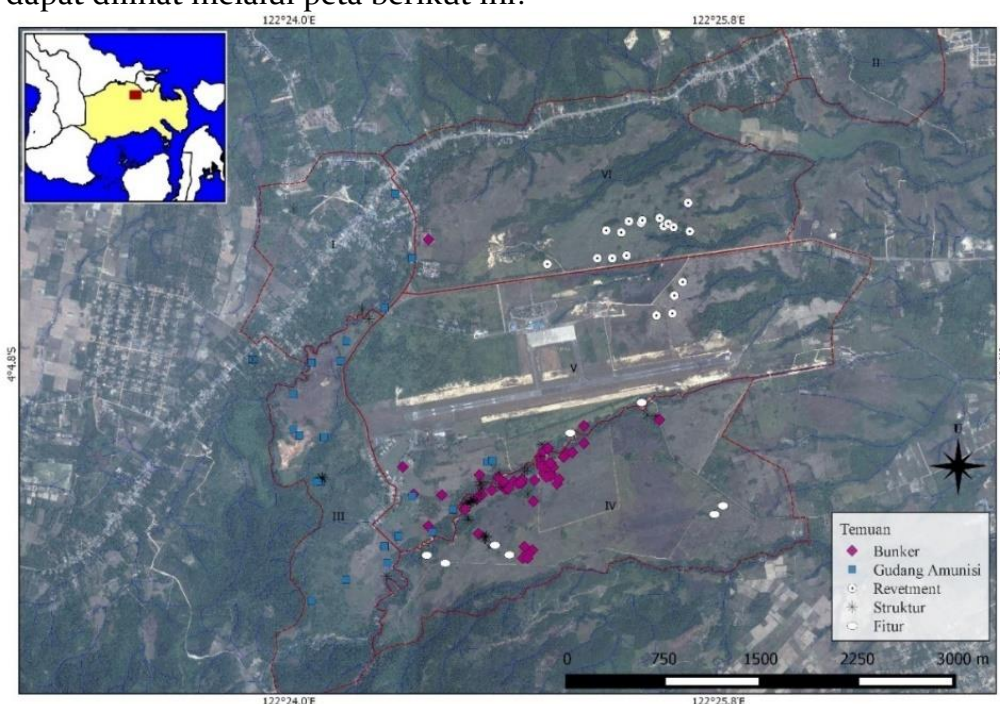 dapat dilihat melalui peta berikut ini:
122°24.0'E
122°25.8'E
II
VI
I
4°4.8'S
V
U
IV
III
Temuan
Bunker
Gudang Amunisi
Revetment
Struktur
Fitur
0 750 1500 2250 3000 m
122°24.0'E
122°25.8'E